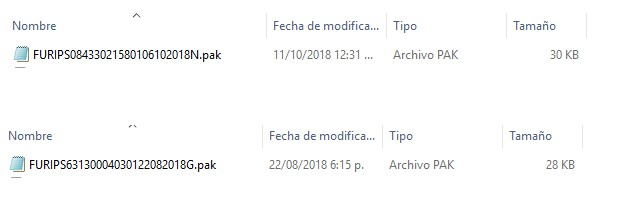 Nombre Fecha de modifica... Tipo Tamaño
FURIPS08433021580106102018N.pak 11/10/2018 12:31 ... Archivo PAK 30 KB
Nombre Fecha de modifica... Tipo Tamaño
FURIPS63130004030122082018G.pak 22/08/2018 6:15 p. Archivo PAK 28 KB